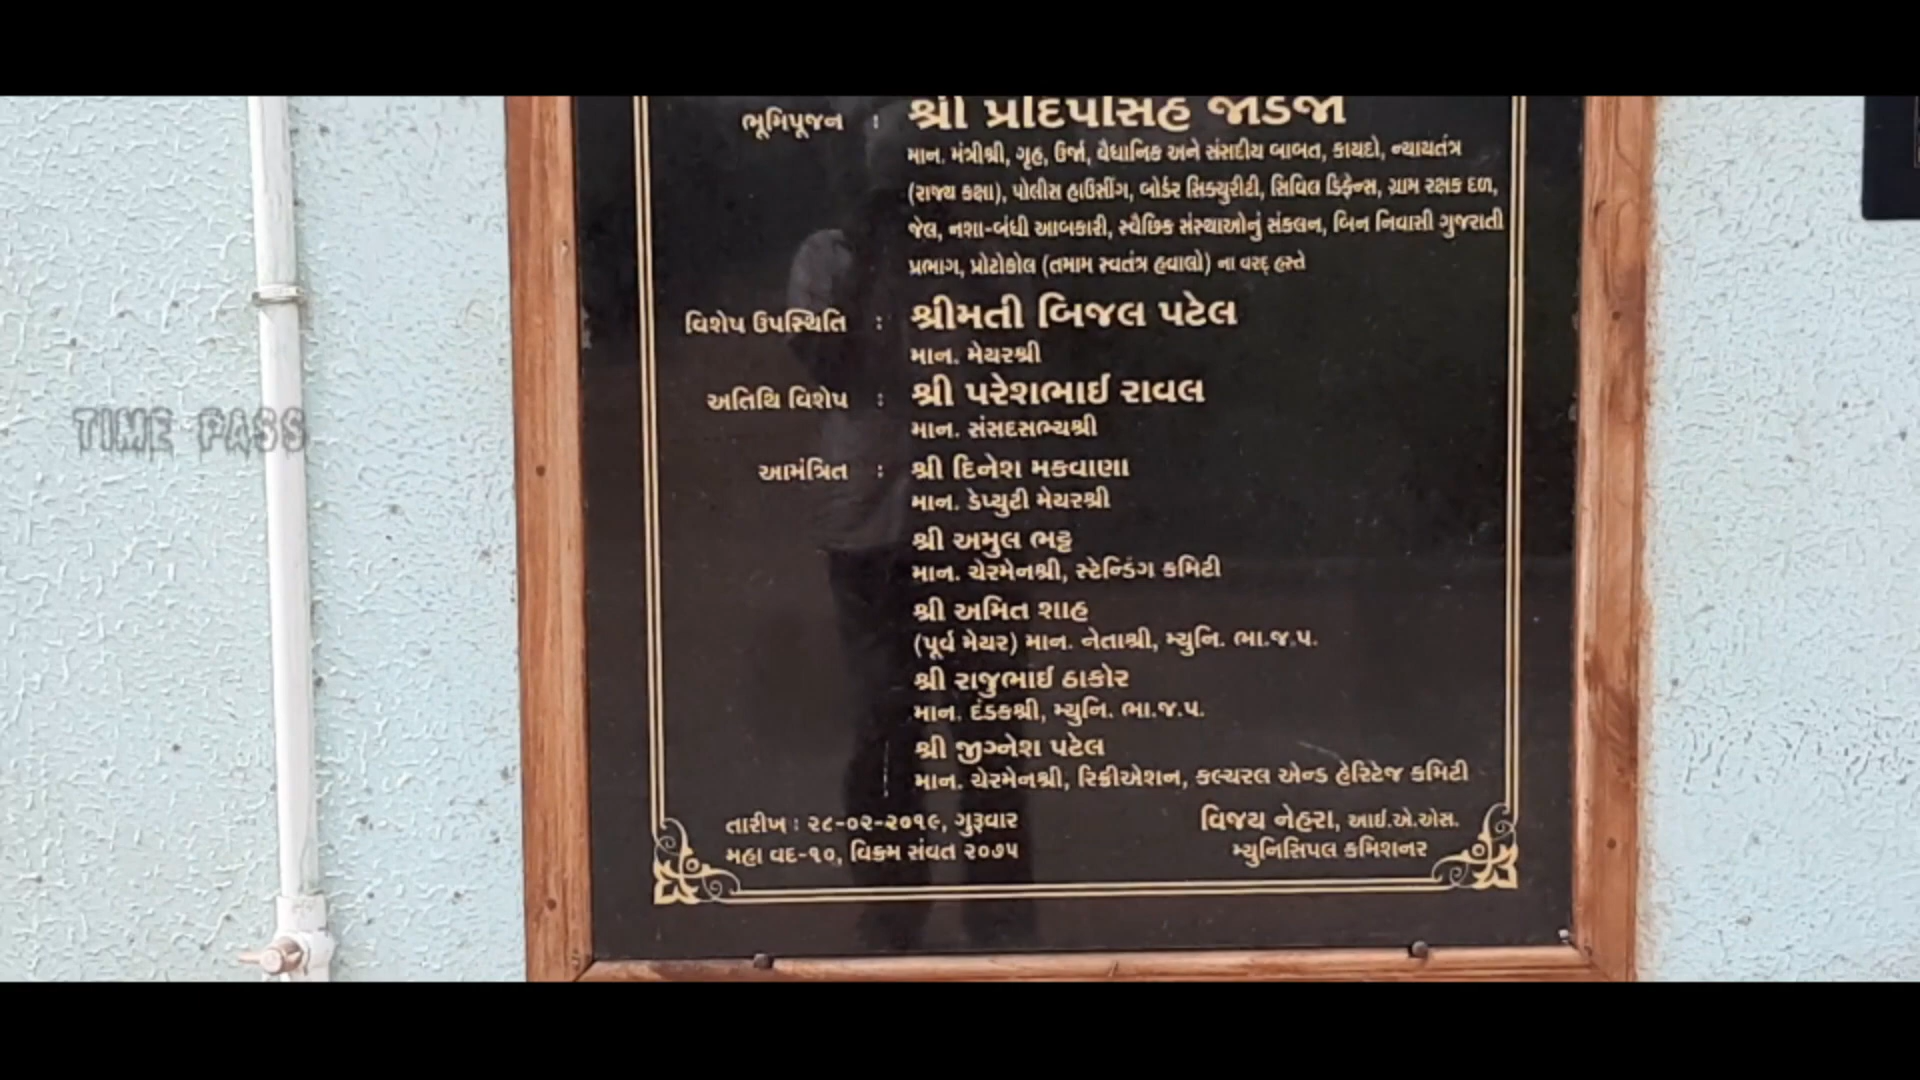 ભૂમિપૂજન : શ્રી પ્રદિપસિંહ જાડેજા
માન. મંત્રીશ્રી, ગૃહ, ઉર્જા, વૈધાનિક અને સંસદીય બાબત, કાયદો, ન્યાયતંત્ર
(રાજ્ય કક્ષા), પોલીસ હાઉસીંગ, બોર્ડર સિક્યુરીટી, સિવિલ ડિફેન્સ, ગ્રામ રક્ષક દળ,
જેલ, નશા-બંધી આબકારી, સ્વૈછિક સંસ્થાઓનું સંકલન, બિન નિવાસી ગુજરાતી
પ્રભાગ, પ્રોટોકોલ (તમામ સ્વતંત્ર હવાલો) ના વરદ્ હસ્તે
વિશેષ ઉપસ્થિતિ : શ્રીમતી બિજલ પટેલ
માન. મેયરશ્રી
અતિથિ વિશેષ : શ્રી પરેશભાઈ રાવલ
માન. સંસદસભ્યશ્રી
TIME PASS
આમંત્રિત : શ્રી દિનેશ મકવાણા
માન. ડેપ્યુટી મેયરશ્રી
શ્રી અમુલ ભટ્ટ
માન. ચેરમેનશ્રી, સ્ટેન્ડિંગ કમિટી
શ્રી અમિત શાહ
(પૂર્વ મેયર) માન. નેતાશ્રી, મ્યુનિ. ભા.જ.પ.
શ્રી રાજુભાઈ ઠાકોર
માન. દંડકશ્રી, મ્યુનિ. ભા.જ.પ.
શ્રી જીગ્નેશ પટેલ
માન. ચેરમેનશ્રી, રિક્રીએશન, કલ્ચરલ એન્ડ હેરિટેજ કમિટી
તારીખ : ૨૮-૦૨-૨૦૧૯, ગુરૂવાર
મહા વદ-૧૦, વિક્રમ સંવત ૨૦૭૫
વિજય નેહરા, આઈ.એ.એસ.
મ્યુનિસિપલ કમિશનર